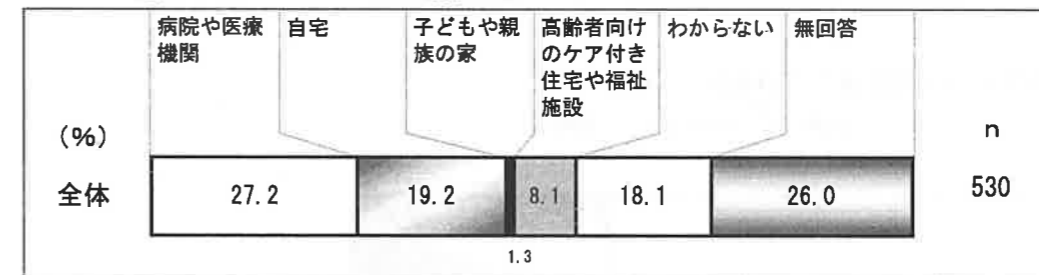 病院や医療機関
自宅
子どもや親族の家
高齢者向けのケア付き住宅や福祉施設
わからない
無回答
(%)
n
全体
27.2
19.2
8.1
18.1
26.0
530
1.3